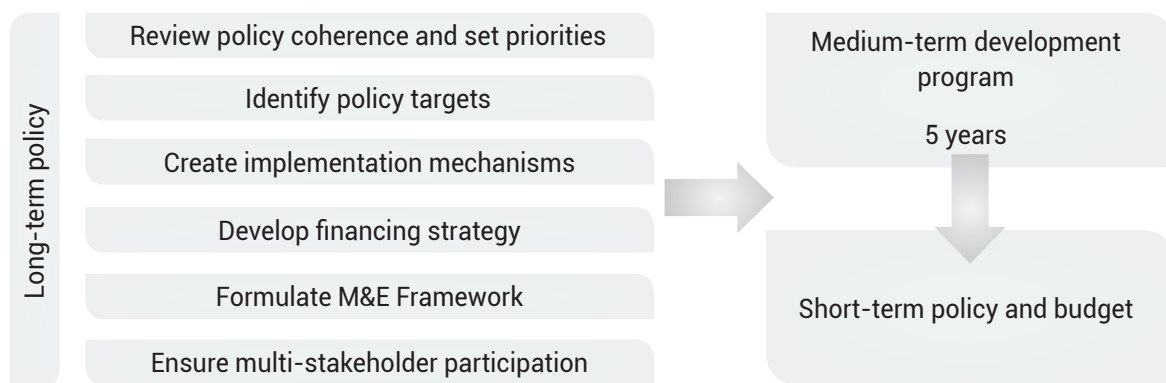 Long-term policy
Review policy coherence and set priorities
Identify policy targets
Create implementation mechanisms
Develop financing strategy
Formulate M&E Framework
Ensure multi-stakeholder participation
Medium-term development
program
5 years
Short-term policy and budget